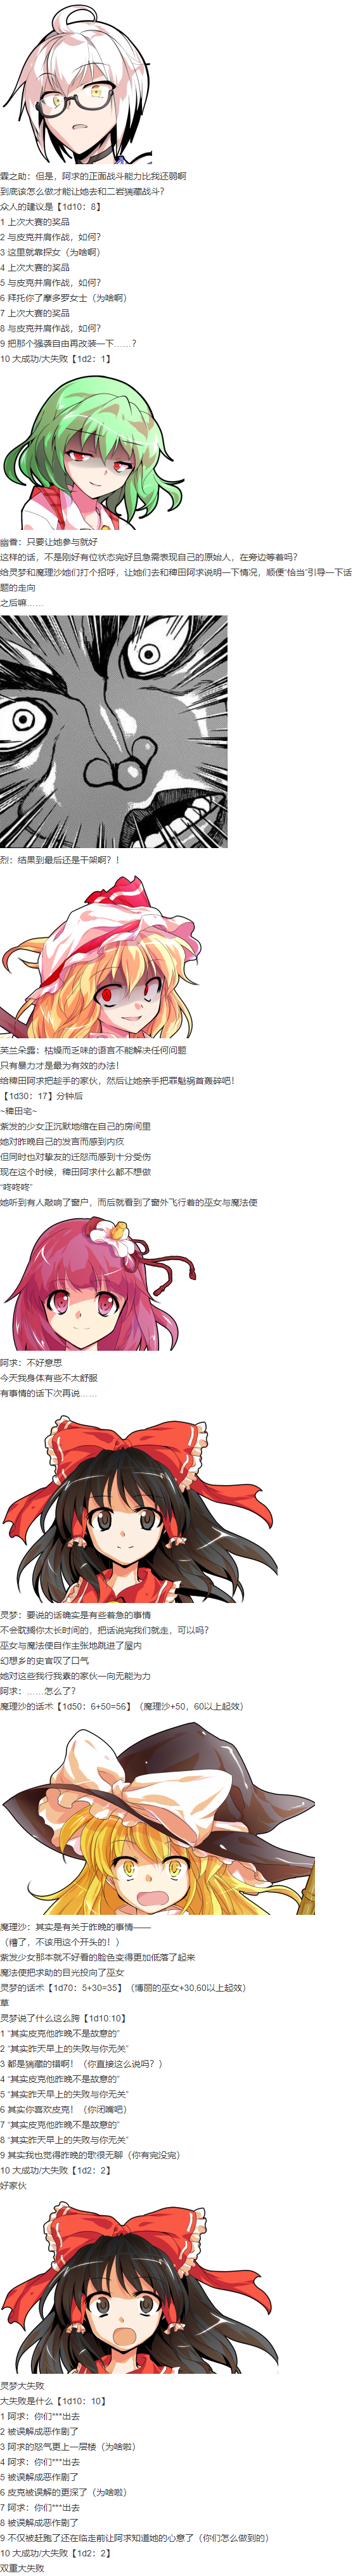 霖之助：但是，阿求的正面战斗能力比我还弱啊
到底该怎么做才能让她去和二岩猯藏战斗？
众人的建议是【1d10：8】
1 上次大赛的奖品
2 与皮克并肩作战，如何？
3 这里就靠探女（为啥啊）
4 上次大赛的奖品
5 与皮克并肩作战，如何？
6 拜托你了摩多罗女士（为啥啊）
7 上次大赛的奖品
8 与皮克并肩作战，如何？
9 把那个强袭自由再改装一下……？
10 大成功/大失败【1d2：1】
幽香：只要让她参与就好
这样的话，不是刚好有位状态完好且急需表现自己的原始人，在旁边等着吗？
给灵梦和魔理沙她们打个招呼，让她们去和稗田阿求说明一下情况，顺便“恰当”引导一下话
题的走向
之后嘛……
烈：结果到最后还是干架啊？！
芙兰朵露：枯燥而乏味的语言不能解决任何问题
只有暴力才是最为有效的办法！
给稗田阿求把趁手的家伙，然后让她亲手把罪魁祸首轰碎吧！
【1d30：17】分钟后
~稗田宅~
紫发的少女正沉默地缩在自己的房间里
她对昨晚自己的发言而感到内疚
但同时也对挚友的迁怒而感到十分受伤
现在这个时候，稗田阿求什么都不想做
“咚咚咚”
她听到有人敲响了窗户，而后就看到了窗外飞行着的巫女与魔法使
阿求：不好意思
今天我身体有些不太舒服
有事情的话下次再说……
灵梦：要说的话确实是有些着急的事情
不会耽搁你太长时间的，把话说完我们就走，可以吗？
巫女与魔法使自作主张地跳进了屋内
幻想乡的史官叹了口气
她对这些我行我素的家伙一向无能为力
阿求：……怎么了？
魔理沙的话术【1d50：6+50=56】（魔理沙+50，60以上起效）
魔理沙：其实是有关于昨晚的事情——
（糟了，不该用这个开头的！）
紫发少女那本就不好看的脸色变得更加低落了起来
魔法使把求助的目光投向了巫女
灵梦的话术【1d70：5+30=35】（博丽的巫女+30,60以上起效）
草
灵梦说了什么这么跨【1d10:10】
1 “其实皮克他昨晚不是故意的”
2 “其实昨天早上的失败与你无关”
3 都是猯藏的错啊！（你直接这么说吗？）
4 “其实皮克他昨晚不是故意的”
5 “其实昨天早上的失败与你无关”
6 其实你喜欢皮克！（你闭嘴吧）
7 “其实皮克他昨晚不是故意的”
8 “其实昨天早上的失败与你无关”
9 其实我也觉得昨晚的歌很无聊（你有完没完）
10 大成功/大失败【1d2：2】
好家伙
灵梦大失败
大失败是什么【1d10：10】
1 阿求：你们***出去
2 被误解成恶作剧了
3 阿求的怒气更上一层楼（为啥啦）
4 阿求：你们***出去
5 被误解成恶作剧了
6 皮克被误解的更深了（为啥啦）
7 阿求：你们***出去
8 被误解成恶作剧了
9 不仅被赶跑了还在临走前让阿求知道她的心意了（你们怎么做到的）
10 大成功/大失败【1d2：2】
双重大失败